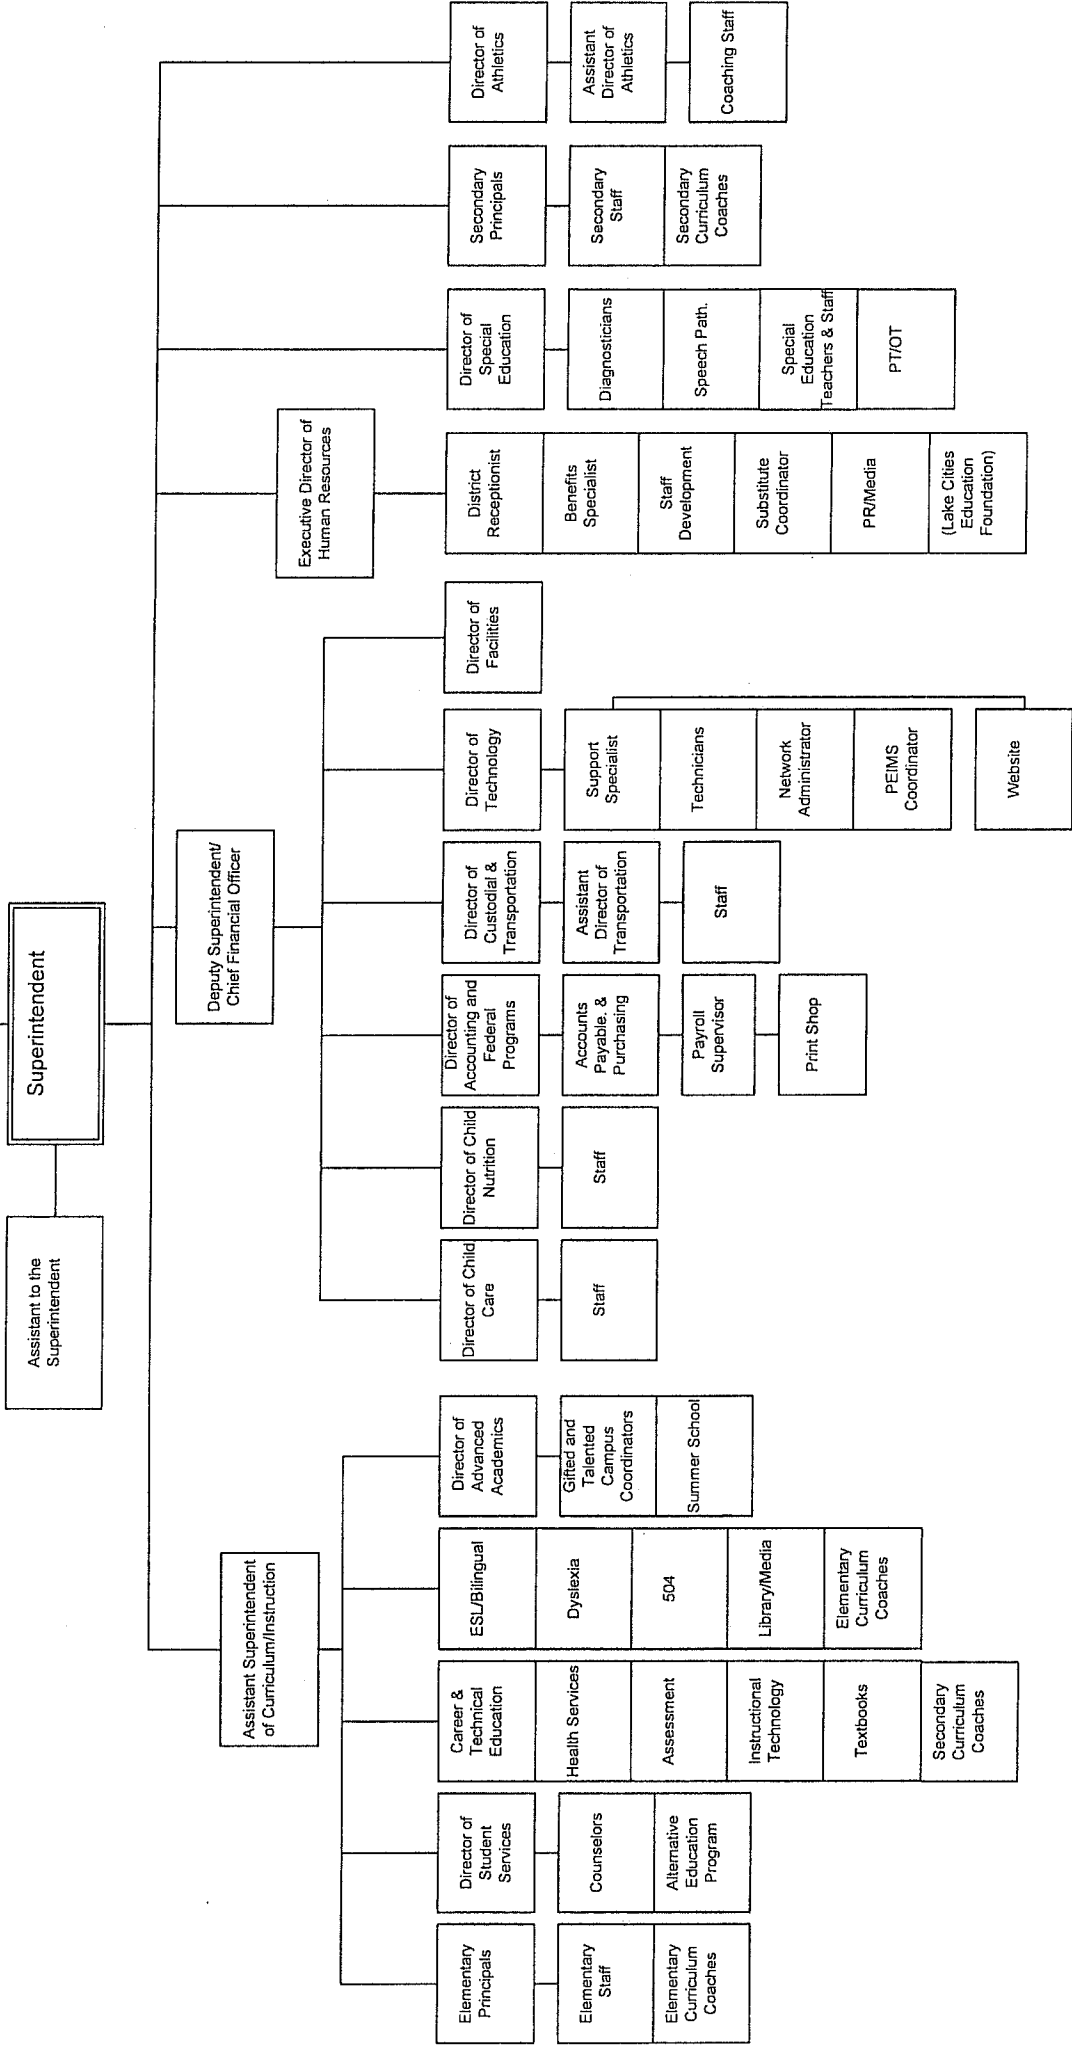 Superintendent
Assistant to the
Superintendent
Assistant Superintendent
of Curriculum/Instruction
Deputy Superintendent/
Chief Financial Officer
Executive Director of
Human Resources
Elementary
Principals
Elementary
Staff
Elementary
Curriculum
Coaches
Director of
Student
Services
Counselors
Alternative
Education
Program
Career &
Technical
Education
Health Services
Assessment
Instructional
Technology
Textbooks
Secondary
Curriculum
Coaches
ESL/Bilingual
Dyslexia
504
Library/Media
Elementary
Curriculum
Coaches
Director of
Advanced
Academics
Gifted and
Talented
Campus
Coordinators
Summer School
Director of Child
Care
Staff
Director of Child
Nutrition
Staff
Director of
Accounting and
Federal
Programs
Accounts
Payable. &
Purchasing
Payroll
Supervisor
Print Shop
Director of
Custodial &
Transportation
Assistant
Director of
Transportation
Staff
Director of
Technology
Support
Specialist
Technicians
Network
Administrator
PEIMS
Coordinator
Website
Director of
Facilities
District
Receptionist
Benefits
Specialist
Staff
Development
Substitute
Coordinator
PR/Media
(Lake Cities
Education
Foundation)
Director of
Special
Education
Diagnosticians
Speech Path.
Special
Education
Teachers & Staff
PT/OT
Secondary
Principals
Secondary
Staff
Secondary
Curriculum
Coaches
Director of
Athletics
Assistant
Director of
Athletics
Coaching Staff